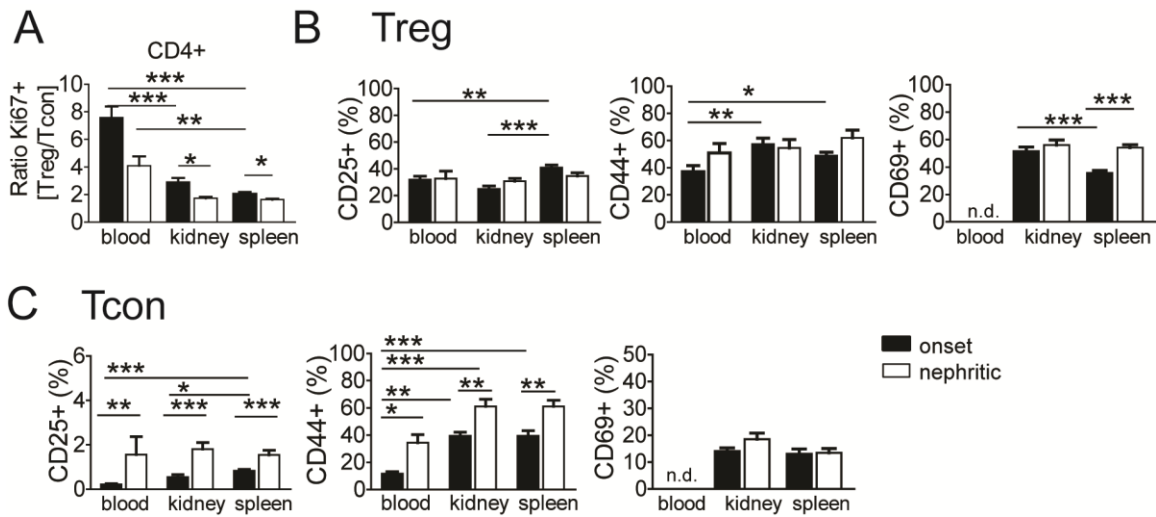 A
CD4+
Ratio Ki67+
[Treg/Tcon]
***
***
**
*
*
8
6
4
2
0
blood kidney spleen
B Treg
CD25+ (%)
100
80
60
40
20
0
**
***
blood kidney spleen
CD44+ (%)
100
80
60
40
20
0
*
**
blood kidney spleen
CD69+ (%)
100
80
60
40
20
0
***
***
n.d.
blood kidney spleen
C Tcon
CD25+ (%)
6
4
2
0
***
*
**
***
***
blood kidney spleen
CD44+ (%)
100
80
60
40
20
0
***
***
**
*
**
**
blood kidney spleen
CD69+ (%)
50
40
30
20
10
0
n.d.
blood kidney spleen
onset
nephritic